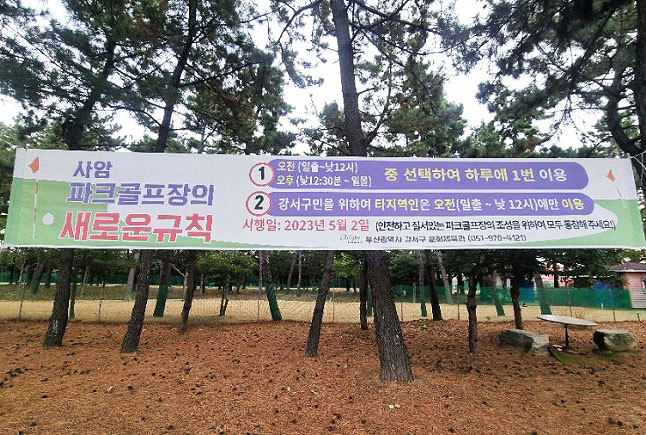 사암
파크골프장의
새로운규칙
① 오전 (일출~낮12시)
오후 (낮12:30분 ~ 일몰)
중 선택하여 하루에 1번 이용
② 강서구민을 위하여 타지역인은 오전(일출 ~ 낮 12시)에만 이용
시행일: 2023년 5월 2일 (안전하고 질서있는 파크골프장의 조성을 위하여 모두 동참해 주세요!)
부산광역시 강서구 문화체육과 (051-970-4121)